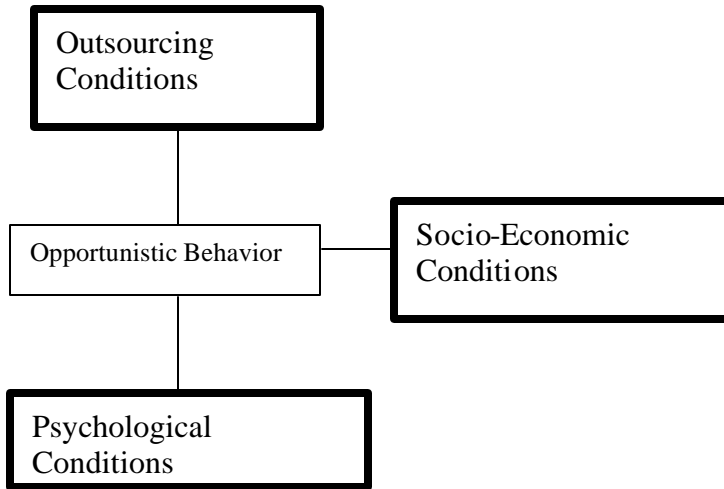 Outsourcing
Conditions
Opportunistic Behavior
Socio-Economic
Conditions
Psychological
Conditions